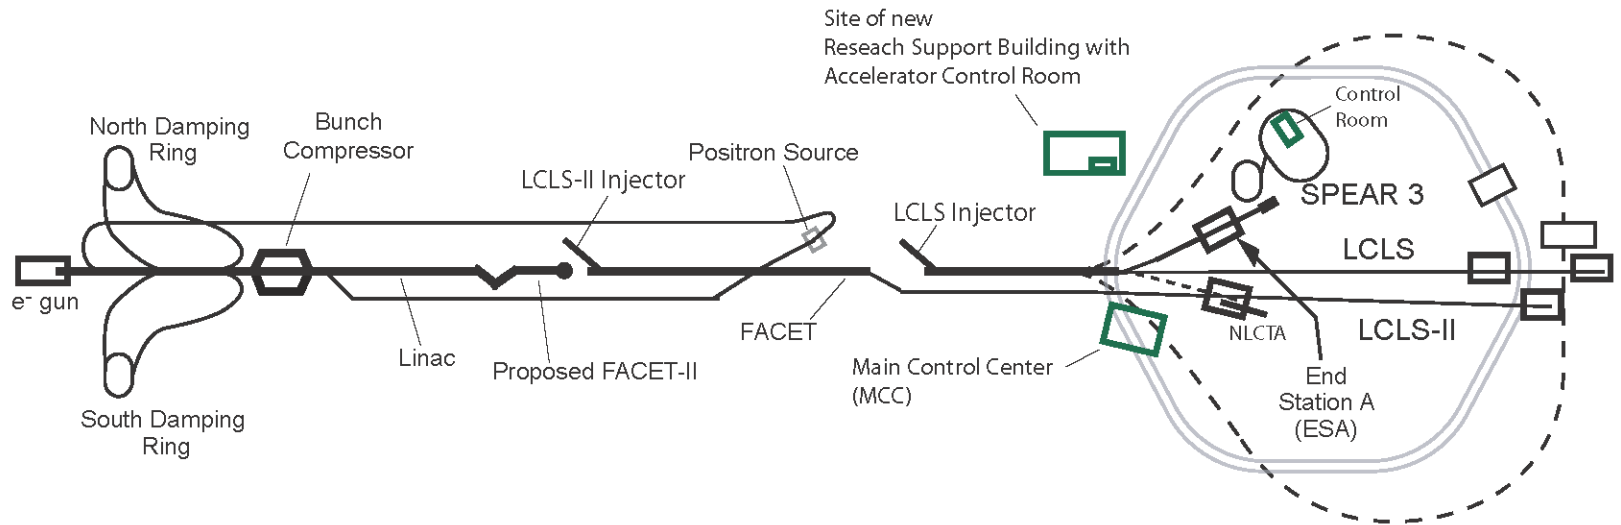 Site of new
Reseach Support Building with
Accelerator Control Room
Control
Room
North Damping
Ring
Bunch
Compressor
Positron Source
LCLS-II Injector
LCLS Injector
SPEAR 3
LCLS
e- gun
FACET
NLCTA
LCLS-II
Linac
Proposed FACET-II
Main Control Center
(MCC)
End
Station A
(ESA)
South Damping
Ring